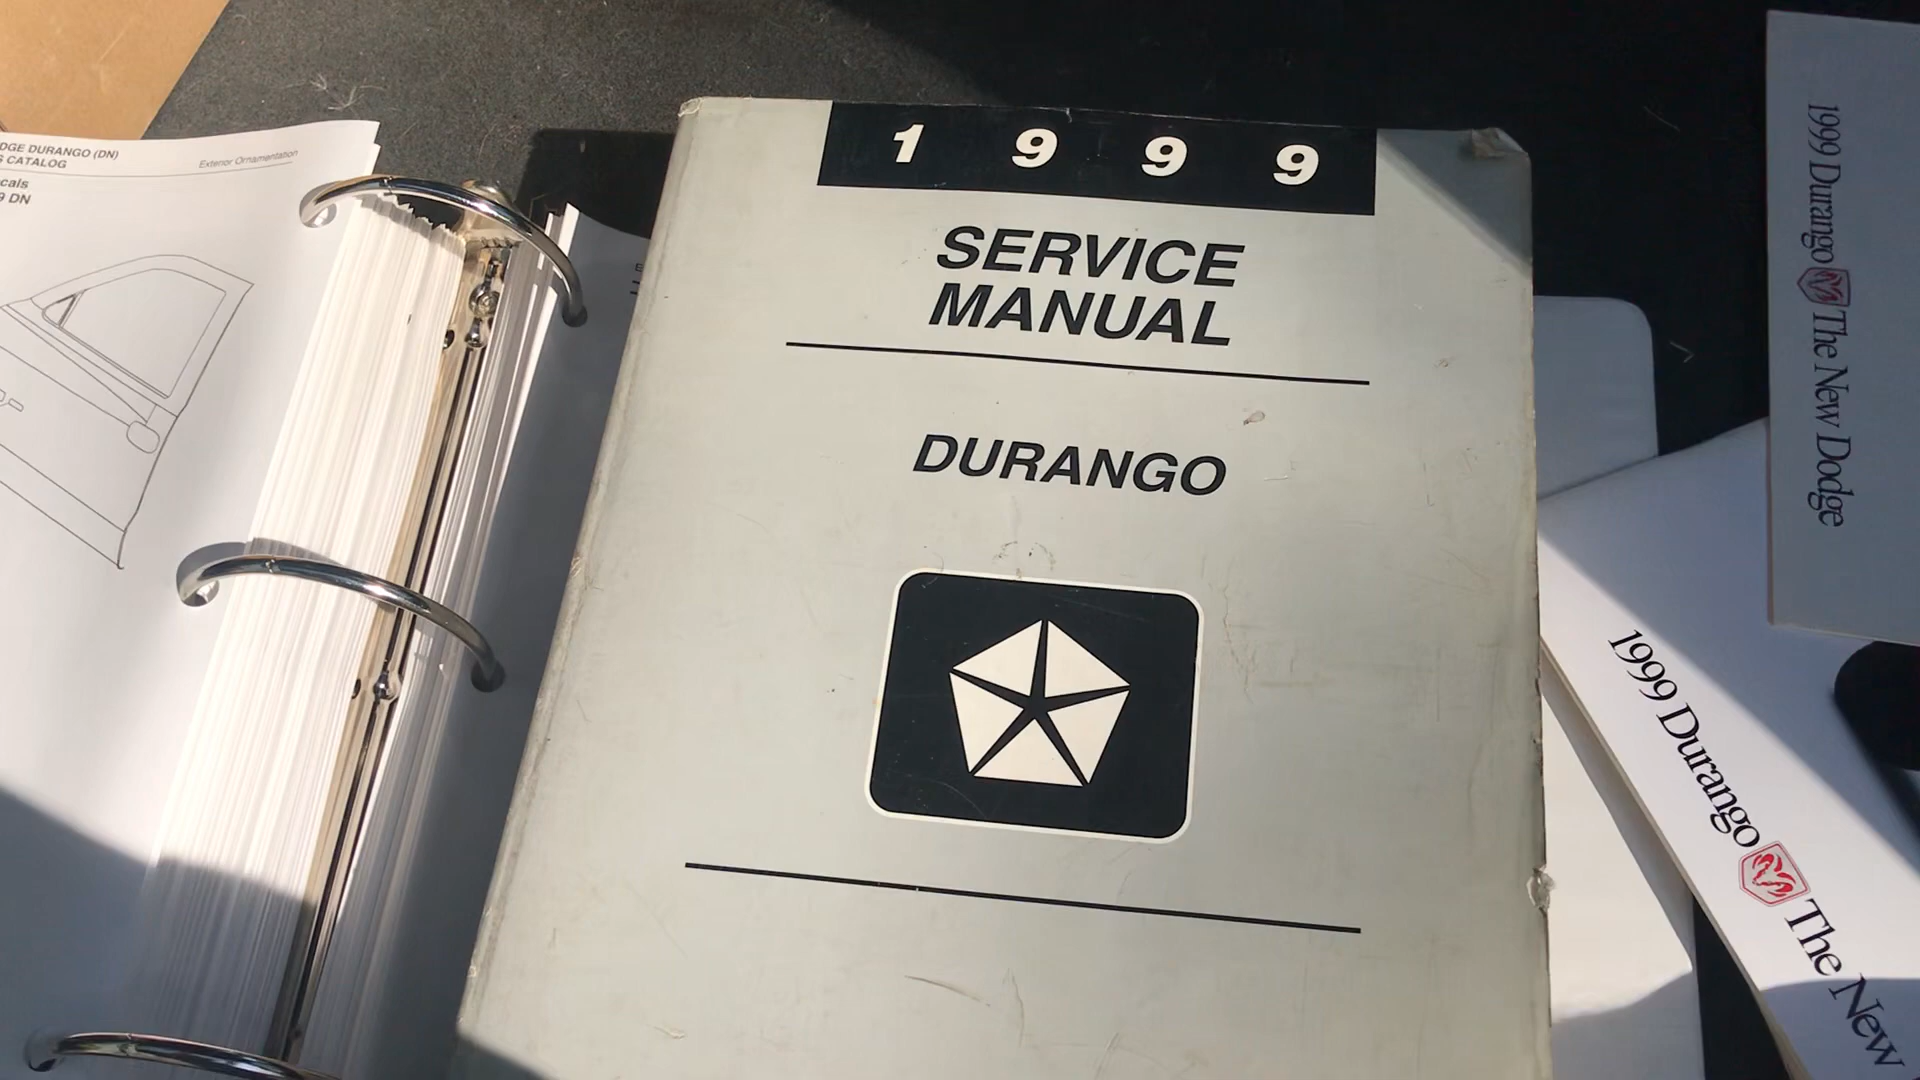 DGE DURANGO (DN)
CATALOG
Exterior Ornamentation
cals
9 DN
1999
SERVICE
MANUAL
DURANGO
1999 Durango The New Dodge
1999 Durango The New